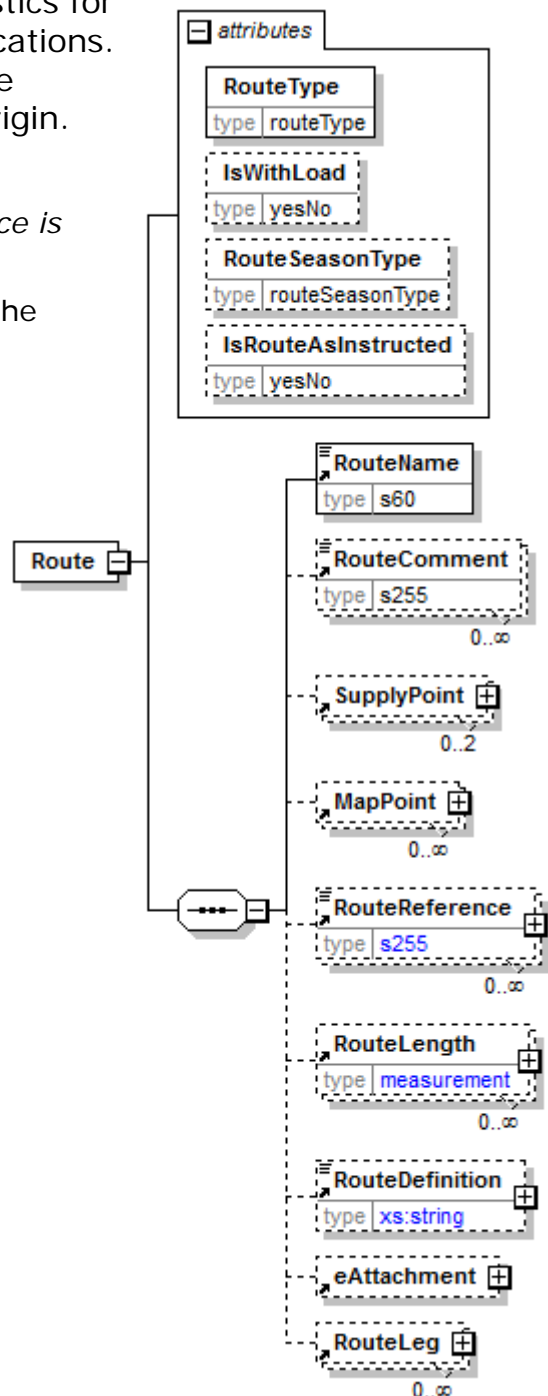 stics for
cations.
e
igin.
ce is
he
attributes
RouteType
type routeType
IsWithLoad
type yesNo
RouteSeasonType
type routeSeasonType
IsRouteAsInstructed
type yesNo
Route
RouteName
type s60
RouteComment
type s255
0..∞
SupplyPoint
0..2
MapPoint
0..∞
RouteReference
type s255
0..∞
RouteLength
type measurement
0..∞
RouteDefinition
type xs:string
eAttachment
RouteLeg
0..∞